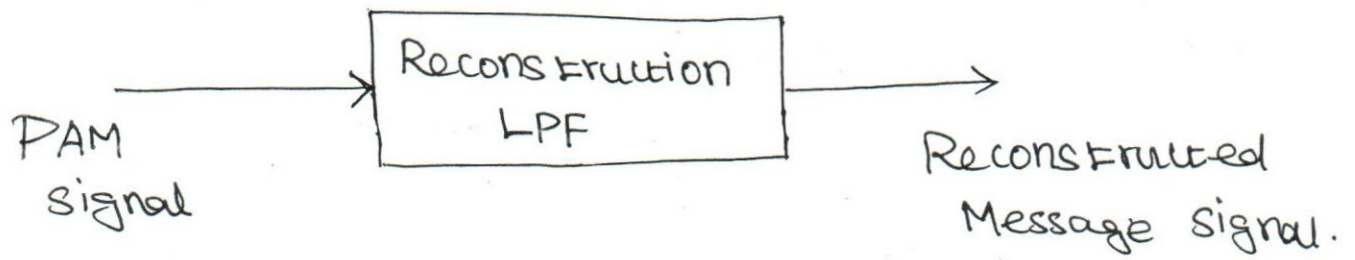 Reconstruction
LPF
PAM
signal
Reconstructed
Message signal.